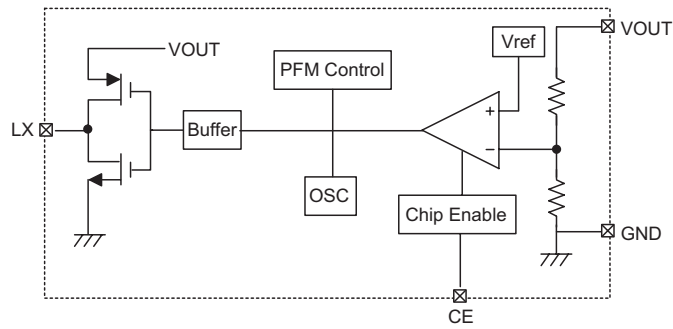 VOUT
Vref
VOUT
PFM Control
LX
Buffer
+
−
OSC
Chip Enable
GND
CE